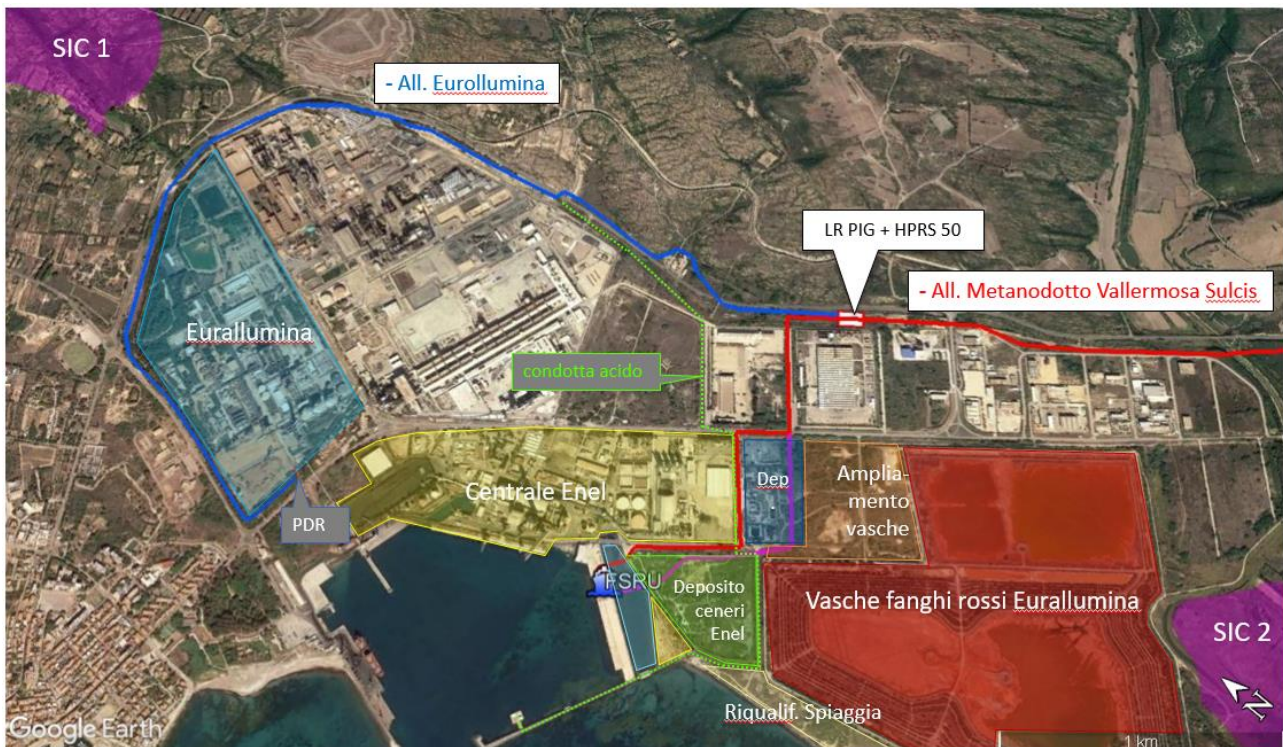 SIC 1
- All. Eurollumina
LR PIG + HPRS 50
- All. Metanodotto Vallermosa Sulcis
Eurallumina
condotta acido
Centrale Enel
Dep
Amplia-
mento
vasche
PDR
FSRU
Deposito
ceneri
Enel
Vasche fanghi rossi Eurallumina
SIC 2
Riqualif. Spiaggia
N
Google Earth
1 km